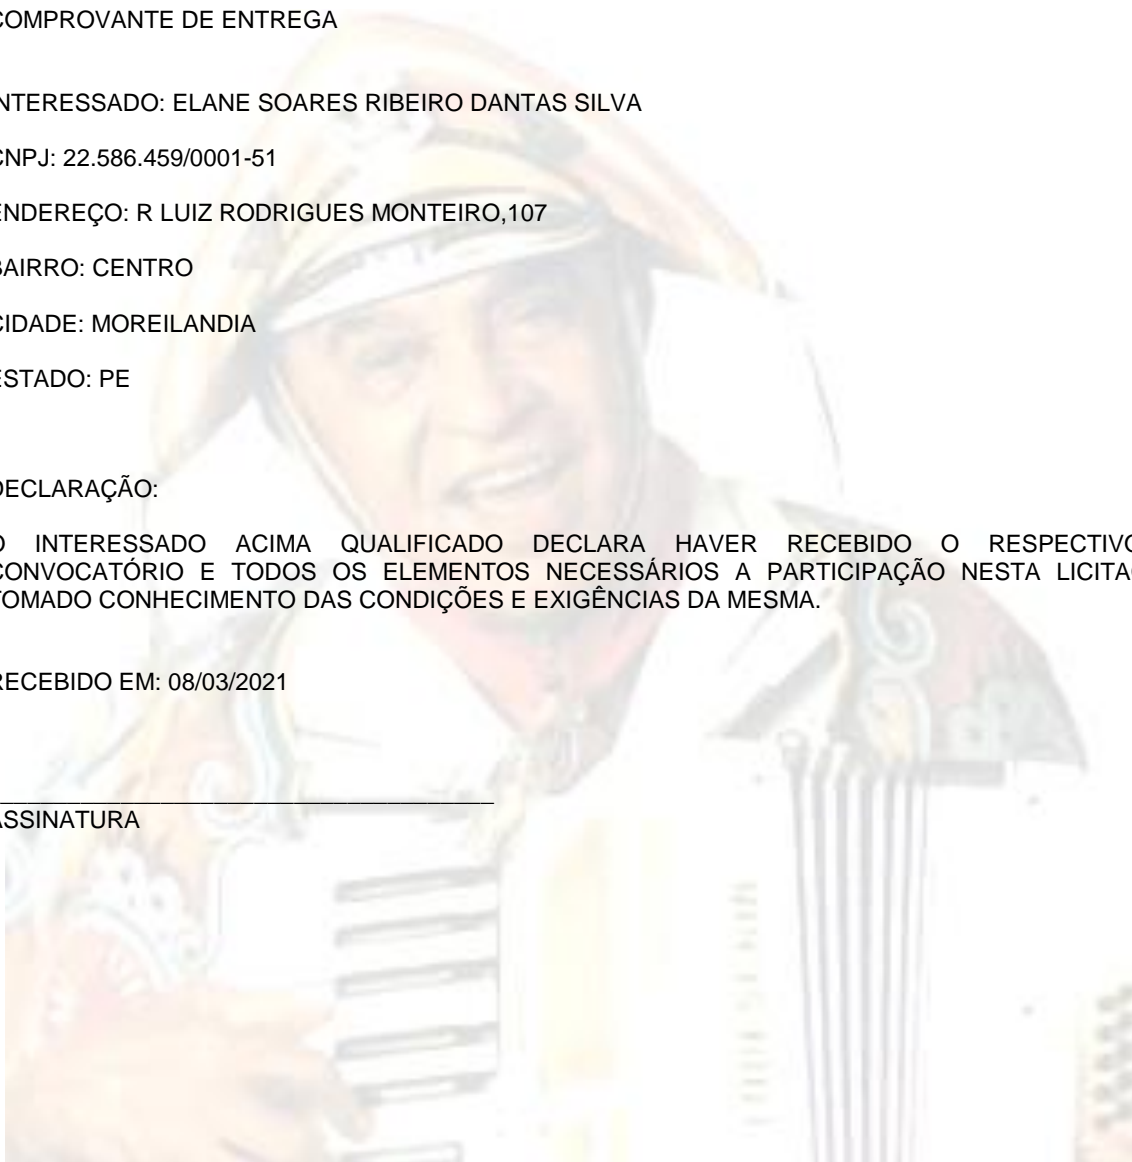 COMPROVANTE DE ENTREGA
INTERESSADO: ELANE SOARES RIBEIRO DANTAS SILVA
CNPJ: 22.586.459/0001-51
ENDEREÇO: R LUIZ RODRIGUES MONTEIRO,107
BAIRRO: CENTRO
CIDADE: MOREILANDIA
ESTADO: PE
DECLARAÇÃO:
O INTERESSADO ACIMA QUALIFICADO DECLARA HAVER RECEBIDO O RESPECTIVO
CONVOCATÓRIO E TODOS OS ELEMENTOS NECESSÁRIOS A PARTICIPAÇÃO NESTA LICITAÇ
TOMADO CONHECIMENTO DAS CONDIÇÕES E EXIGÊNCIAS DA MESMA.
RECEBIDO EM: 08/03/2021
ASSINATURA